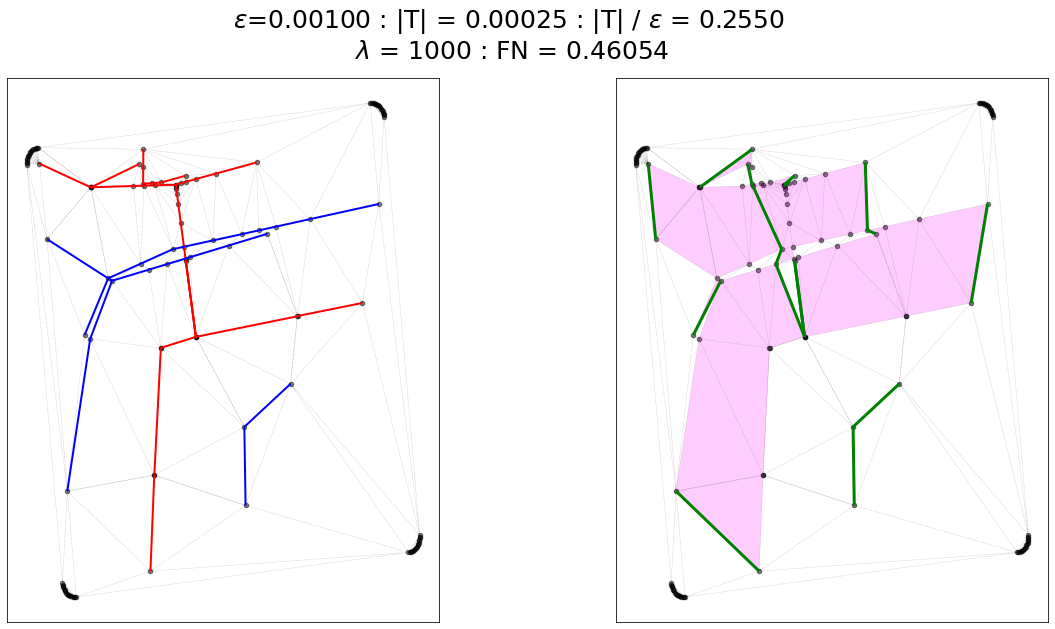 ε=0.00100 : |T| = 0.00025 : |T| / ε = 0.2550
λ = 1000 : FN = 0.46054